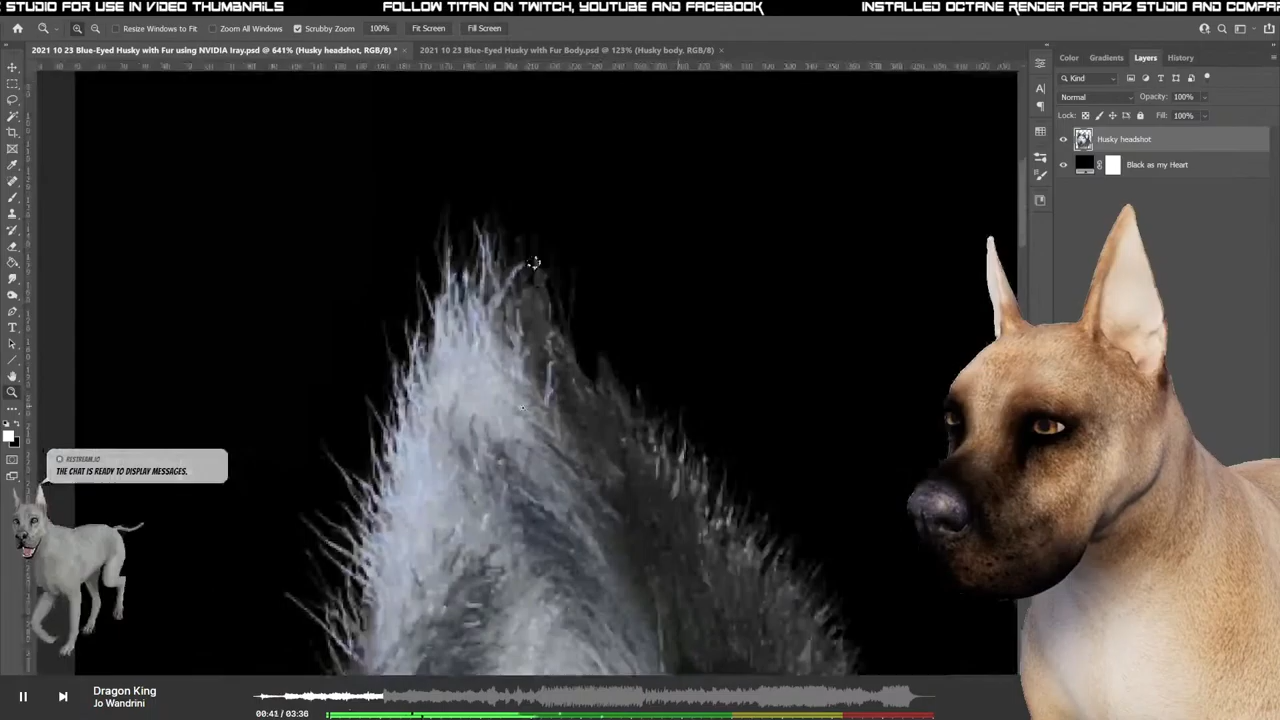 Z STUDIO FOR USE IN VIDEO THUMBNAILS
FOLLOW TITAN ON TWITCH, YOUTUBE AND FACEBOOK
INSTALLED OCTANE RENDER FOR DAZ STUDIO AND COMPAR
Resize Windows to Fit
Zoom All Windows
Scrubby Zoom
100%
Fit Screen
Fill Screen
2021 10 23 Blue-Eyed Husky with Fur using NVIDIA Iray.psd @ 641% (Husky headshot, RGB/8) *
2021 10 23 Blue-Eyed Husky with Fur Body.psd @ 123% (Husky body, RGB/8)
Color
Gradients
Layers
History
Kind
Normal
Opacity: 100%
Lock:
Fill: 100%
Husky headshot
Black as my Heart
RESTREAM.IO
THE CHAT IS READY TO DISPLAY MESSAGES.
Dragon King
Jo Wandrini
00:41 / 03:36